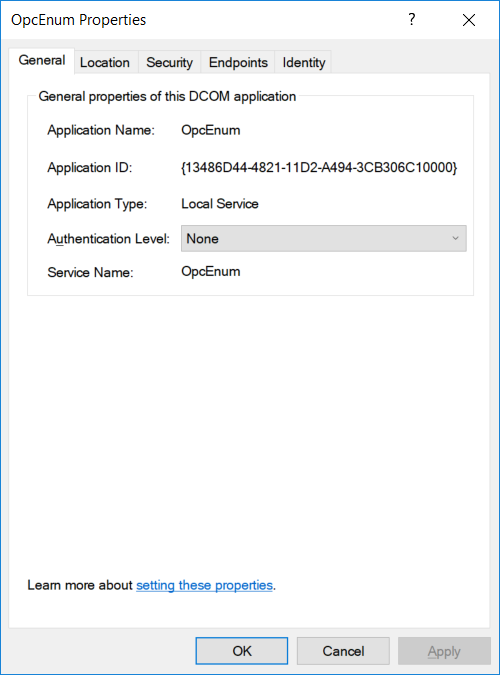 OpcEnum Properties
?
General Location Security Endpoints Identity
General properties of this DCOM application
Application Name: OpcEnum
Application ID: {13486D44-4821-11D2-A494-3CB306C10000}
Application Type: Local Service
Authentication Level: None
Service Name: OpcEnum
Learn more about setting these properties.
OK Cancel Apply